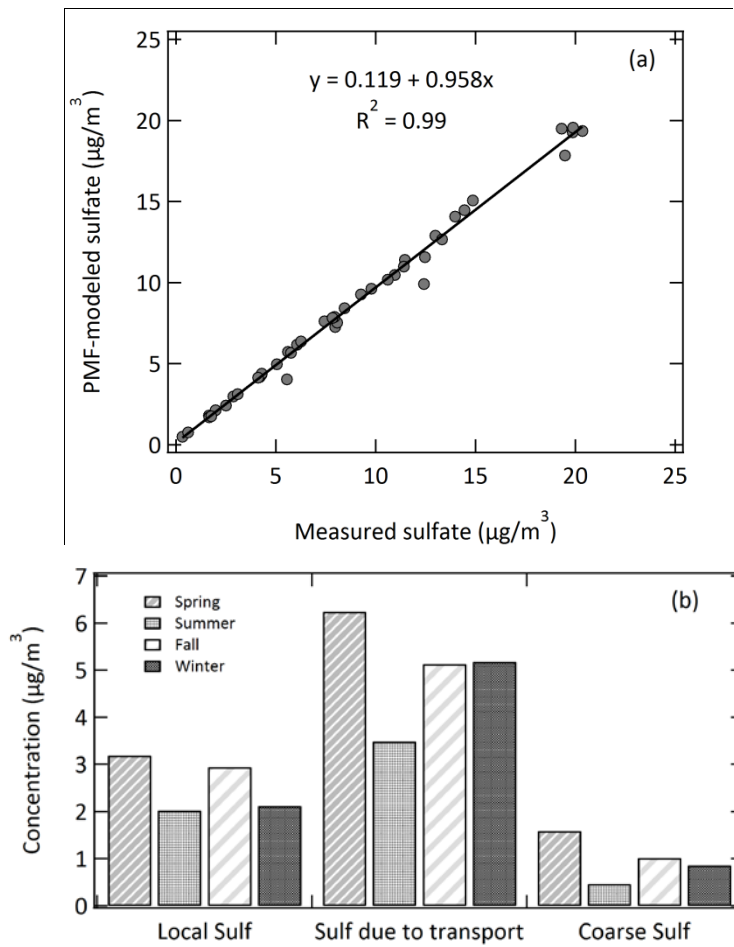 (a)
y = 0.119 + 0.958x
R² = 0.99
PMF-modeled sulfate (µg/m³)
25
20
15
10
5
0
0 5 10 15 20 25
Measured sulfate (µg/m³)
(b)
Spring
Summer
Fall
Winter
Concentration (µg/m³)
7
6
5
4
3
2
1
0
Local Sulf Sulf due to transport Coarse Sulf